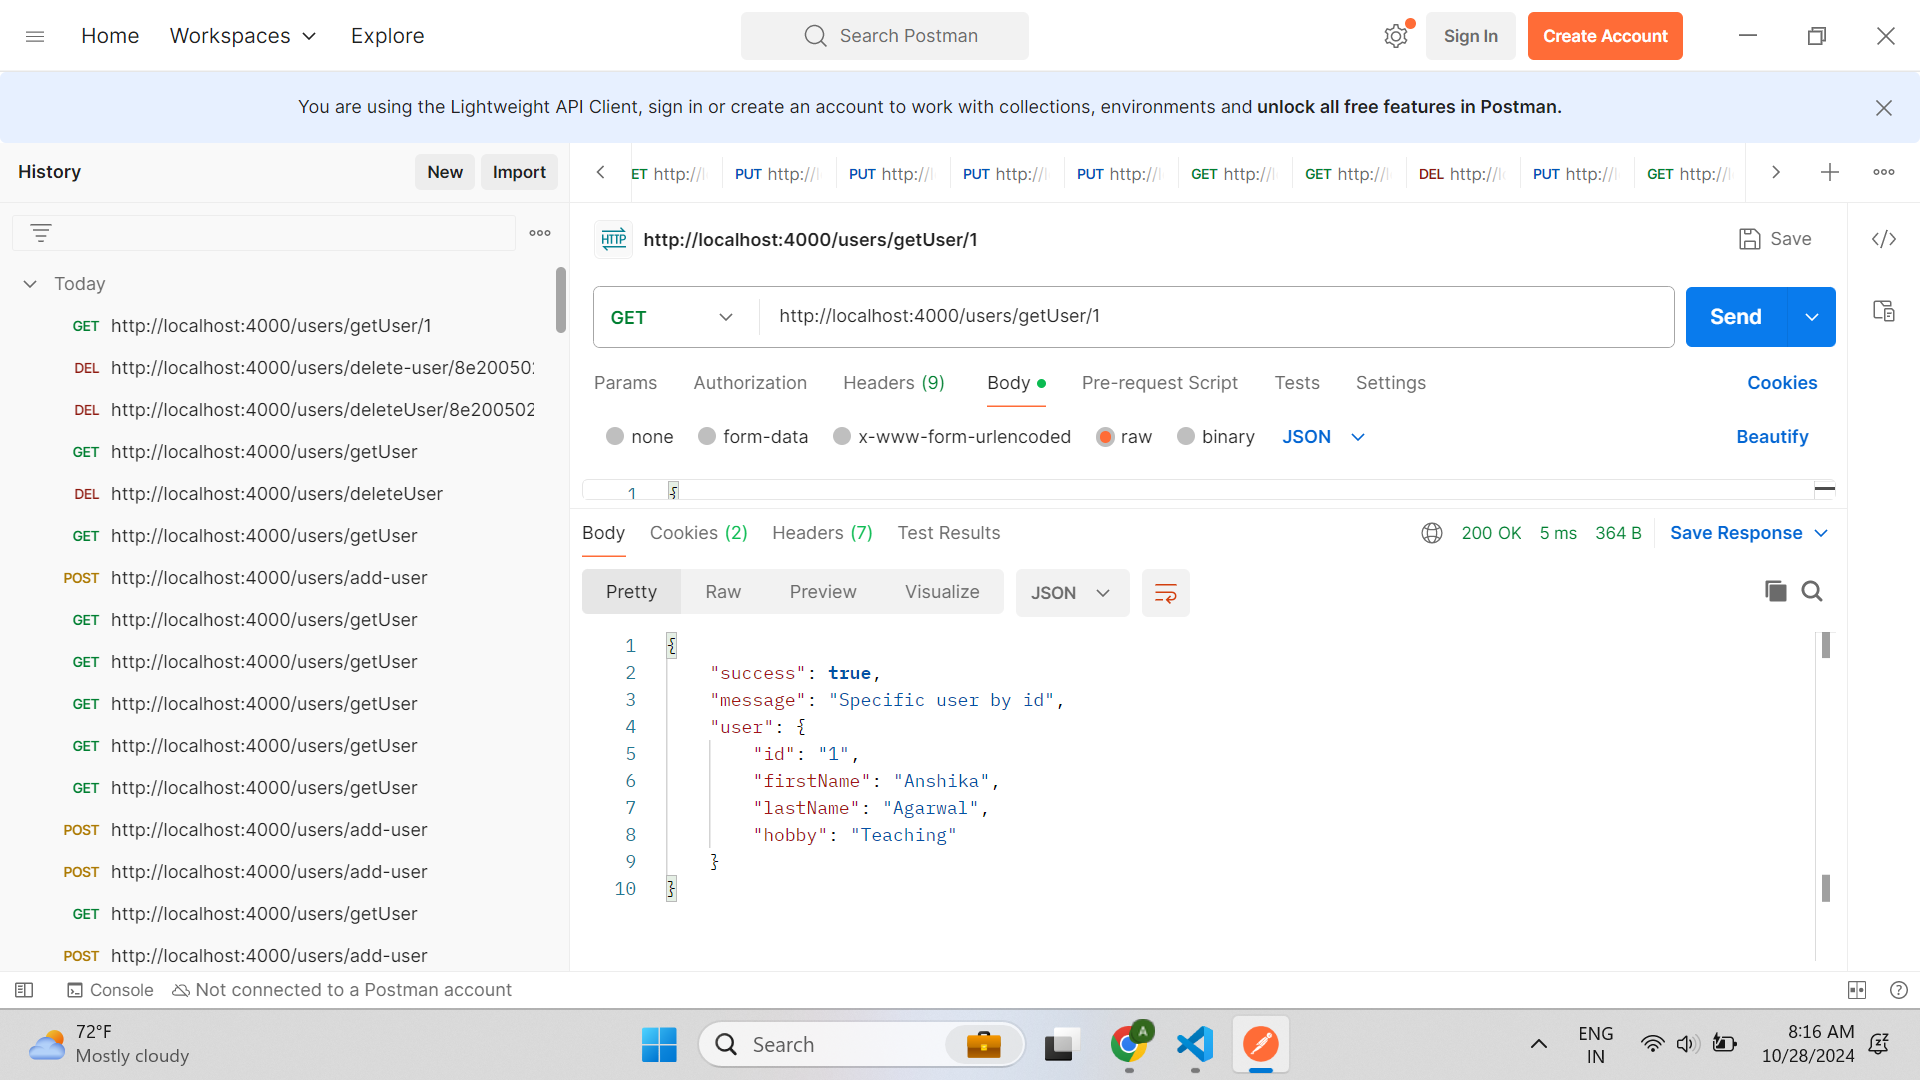 Home
Workspaces
Explore
Search Postman
Sign In
Create Account
You are using the Lightweight API Client, sign in or create an account to work with collections, environments and unlock all free features in Postman.
History
New
Import
ET http://l
PUT http://l
PUT http://l
PUT http://l
PUT http://l
GET http://l
GET http://l
DEL http://l
PUT http://l
GET http://l
HTTP
http://localhost:4000/users/getUser/1
Save
Today
GET http://localhost:4000/users/getUser/1
DEL http://localhost:4000/users/delete-user/8e200502
DEL http://localhost:4000/users/deleteUser/8e200502
GET http://localhost:4000/users/getUser
DEL http://localhost:4000/users/deleteUser
GET http://localhost:4000/users/getUser
POST http://localhost:4000/users/add-user
GET http://localhost:4000/users/getUser
GET http://localhost:4000/users/getUser
GET http://localhost:4000/users/getUser
GET http://localhost:4000/users/getUser
GET http://localhost:4000/users/getUser
POST http://localhost:4000/users/add-user
POST http://localhost:4000/users/add-user
GET http://localhost:4000/users/getUser
POST http://localhost:4000/users/add-user
GET
http://localhost:4000/users/getUser/1
Send
Params
Authorization
Headers (9)
Body
Pre-request Script
Tests
Settings
Cookies
none
form-data
x-www-form-urlencoded
raw
binary
JSON
Beautify
1 {
Body
Cookies (2)
Headers (7)
Test Results
200 OK
5 ms
364 B
Save Response
Pretty
Raw
Preview
Visualize
JSON
1 {
2 "success": true,
3 "message": "Specific user by id",
4 "user": {
5 "id": "1",
6 "firstName": "Anshika",
7 "lastName": "Agarwal",
8 "hobby": "Teaching"
9 }
10 }
Console
Not connected to a Postman account
72°F
Mostly cloudy
Search
A
ENG
IN
8:16 AM
10/28/2024